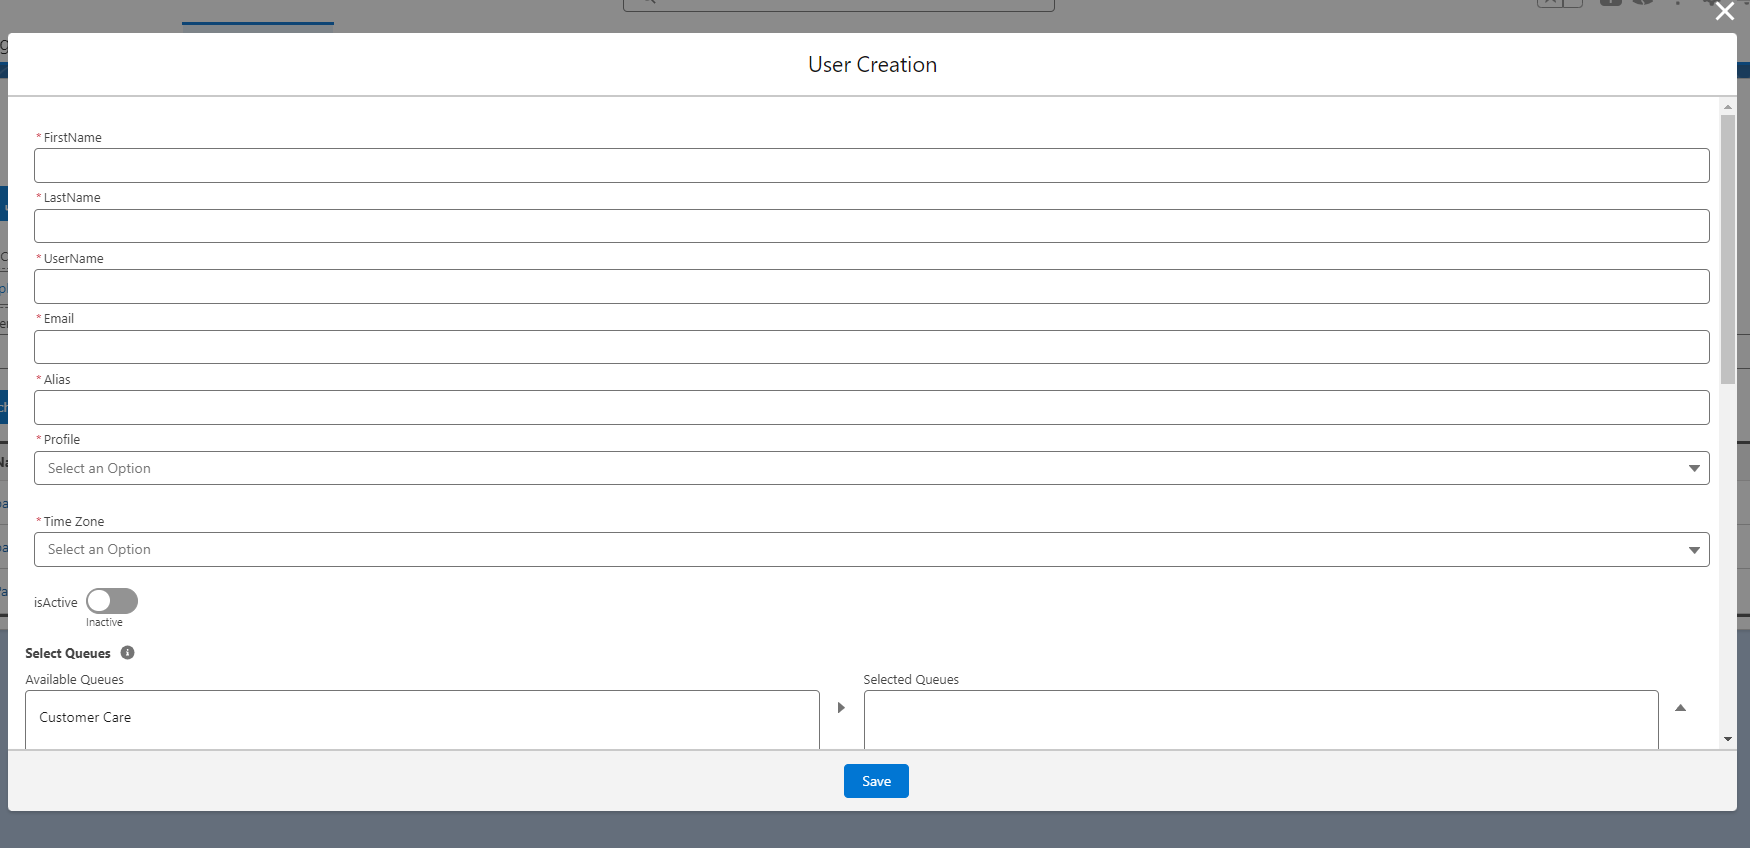 User Creation
* FirstName
* LastName
* UserName
* Email
* Alias
* Profile
Select an Option
* Time Zone
Select an Option
isActive
Inactive
Select Queues
Available Queues
Selected Queues
Customer Care
Save